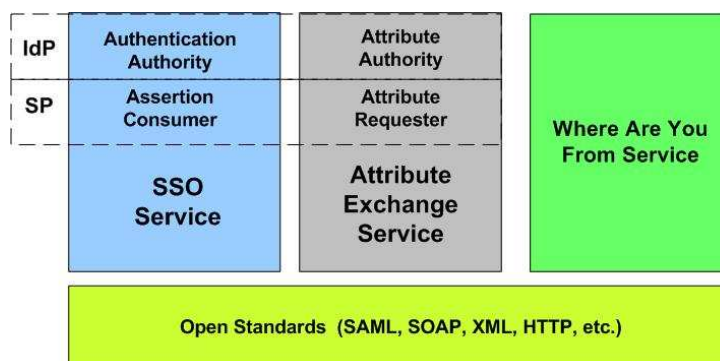 IdP
Authentication
Authority
Attribute
Authority
SP
Assertion
Consumer
Attribute
Requester
Where Are You
From Service
SSO
Service
Attribute
Exchange
Service
Open Standards (SAML, SOAP, XML, HTTP, etc.)